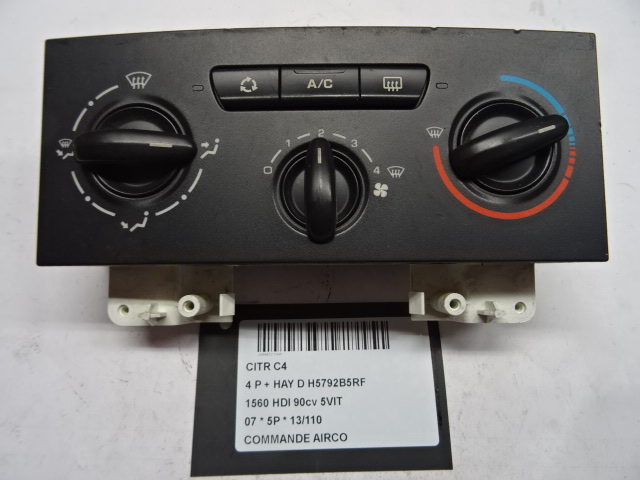 A/C
0 1 2 3 4
CITR C4
4 P + HAY D H5792B5RF
1560 HDI 90cv 5VIT
07 * 5P * 13/110
COMMANDE AIRCO